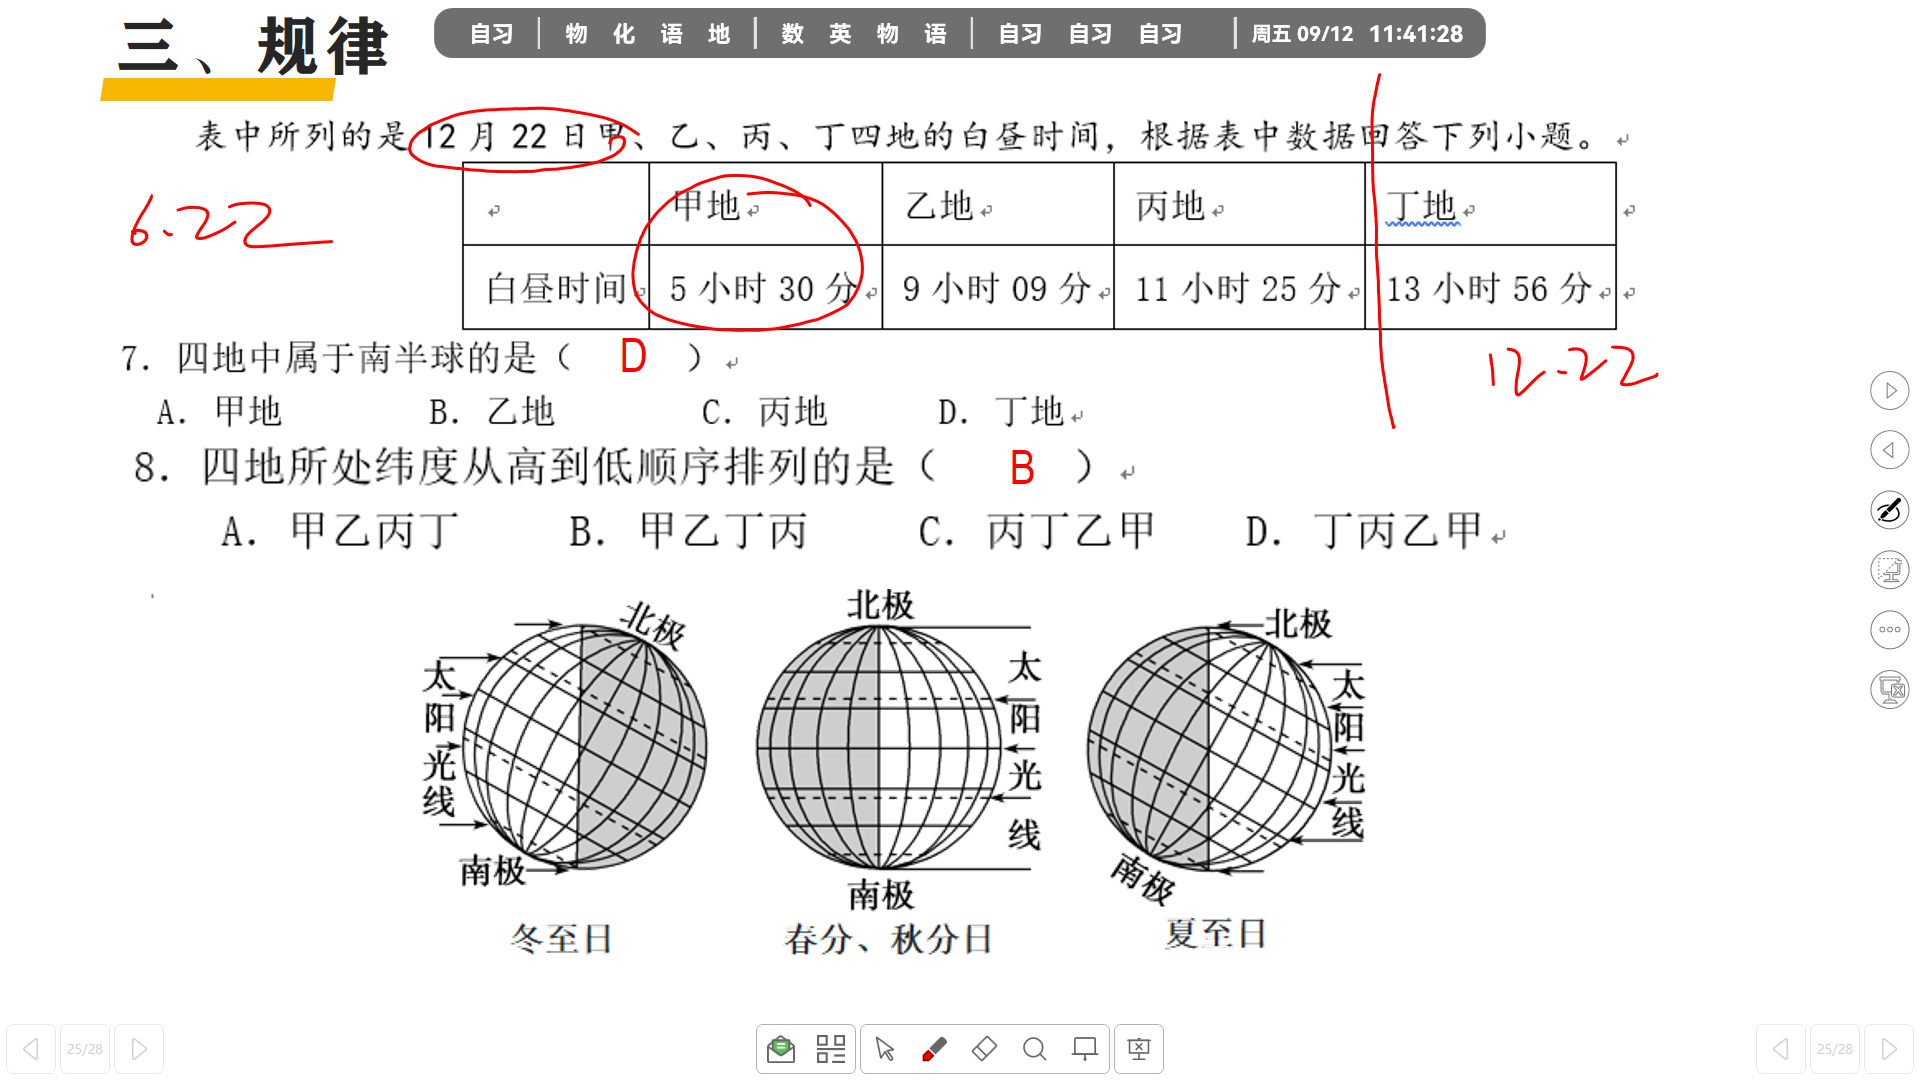 三、规律
自习 | 物 化 语 地 | 数 英 物 语 | 自习 自习 自习 | 周五 09/12 11:41:28
表中所列的是12月22日甲、乙、丙、丁四地的白昼时间，根据表中数据回答下列小题。
6.22
甲地 乙地 丙地 丁地
白昼时间 5小时30分 9小时09分 11小时25分 13小时56分
12.22
7. 四地中属于南半球的是（ D ）
A. 甲地 B. 乙地 C. 丙地 D. 丁地
8. 四地所处纬度从高到低顺序排列的是（ B ）
A. 甲乙丙丁 B. 甲乙丁丙 C. 丙丁乙甲 D. 丁丙乙甲
北极
太阳光线
南极
冬至日
北极
太阳光线
南极
春分、秋分日
北极
太阳光线
南极
夏至日
25/28
25/28